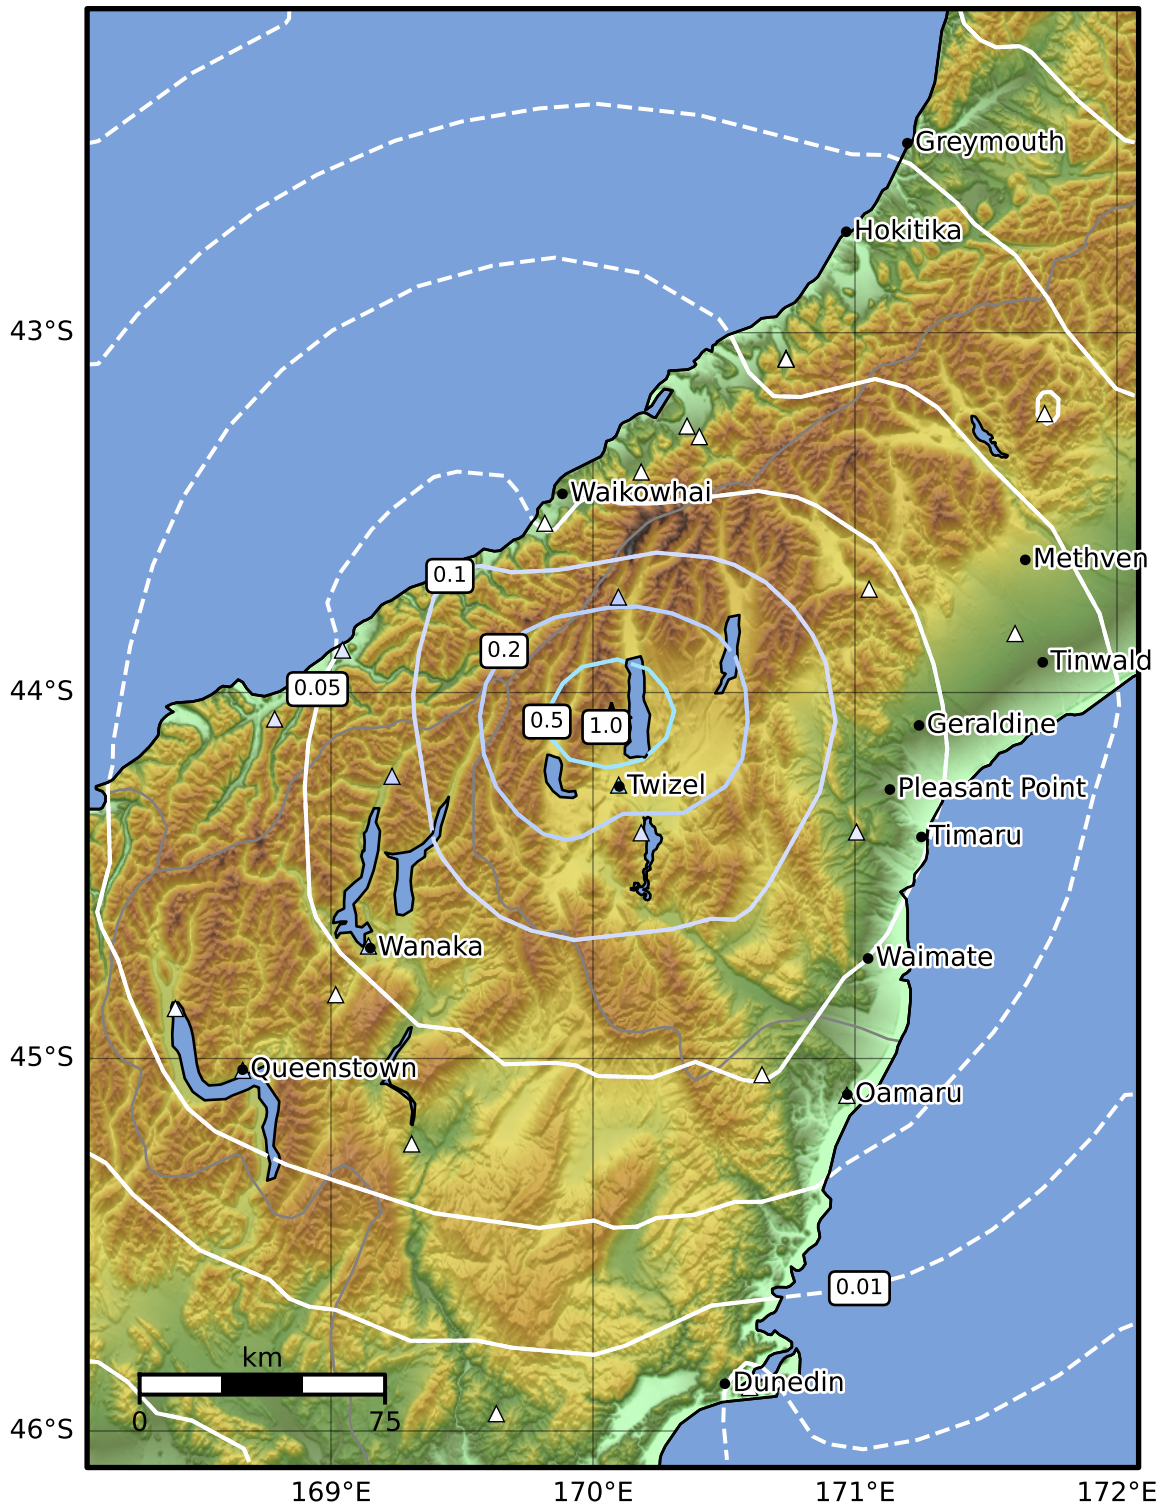 Greymouth
Hokitika
43°S
Waikowhai
Methven
0.1
0.2
Tinwald
0.05
44°S
0.5
1.0
Geraldine
Twizel
Pleasant Point
Timaru
Wanaka
Waimate
45°S
Queenstown
Oamaru
0.01
km
Dunedin
0
75
46°S
169°E
170°E
171°E
172°E